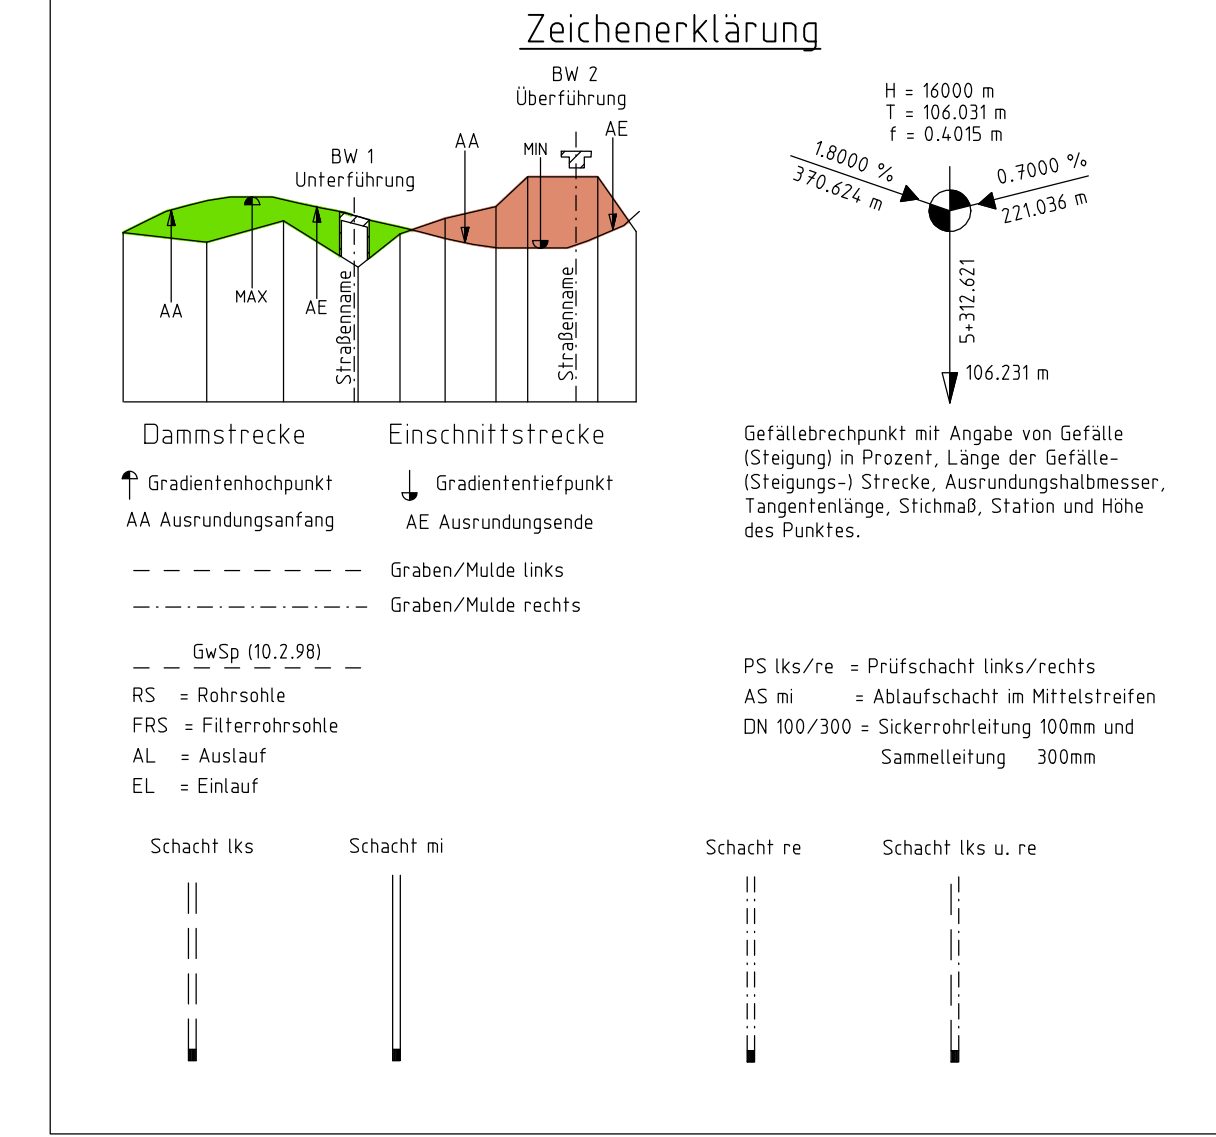 Zeichenerklärung
BW 2
Überführung
AA
MIN
AE
BW 1
Unterführung
AA
MAX
AE
Straßenname
Straßenname
H = 16000 m
T = 106.031 m
f = 0.4015 m
1.8000 %
370.624 m
0.7000 %
221.036 m
5+312.621
106.231 m
Dammstrecke
Einschnittstrecke
Gradientenhochpunkt
Gradiententiefpunkt
AA Ausrundungsanfang
AE Ausrundungsende
Gefällebrechpunkt mit Angabe von Gefälle
(Steigung) in Prozent, Länge der Gefälle-
(Steigungs-) Strecke, Ausrundungshalbmesser,
Tangentenlänge, Stichmaß, Station und Höhe
des Punktes.
Graben/Mulde links
Graben/Mulde rechts
GwSp (10.2.98)
RS = Rohrsohle
FRS = Filterrohrsohle
AL = Auslauf
EL = Einlauf
PS lks/re = Prüfschacht links/rechts
AS mi = Ablaufschacht im Mittelstreifen
DN 100/300 = Sickerrohrleitung 100mm und
Sammelleitung 300mm
Schacht lks
Schacht mi
Schacht re
Schacht lks u. re